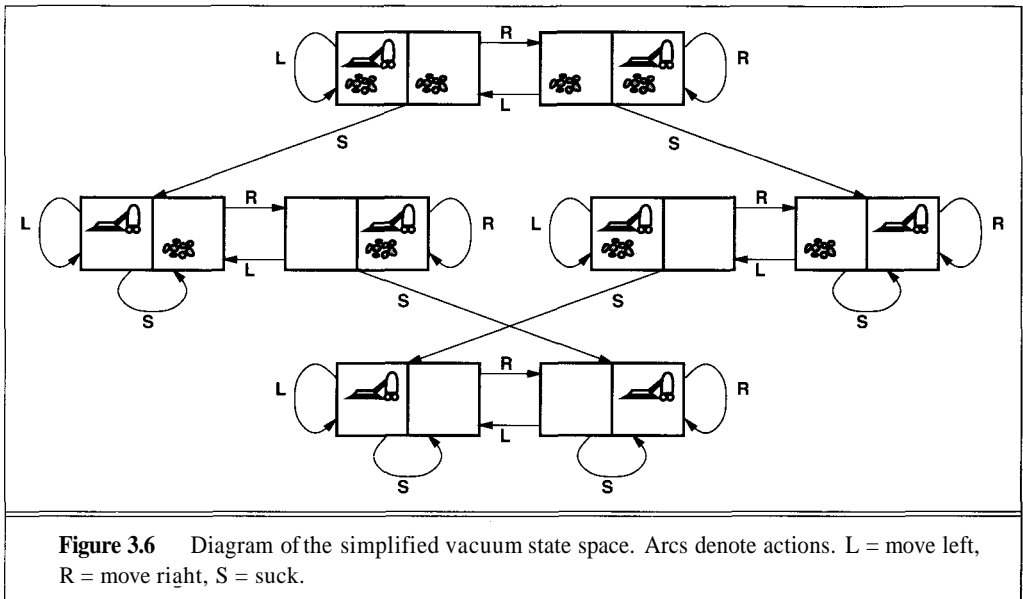 R
L R
L
S S
R R
L R L R
L L
S S
S S
R
L R
L
S S
Figure 3.6 Diagram of the simplified vacuum state space. Arcs denote actions. L = move left,
R = move right, S = suck.